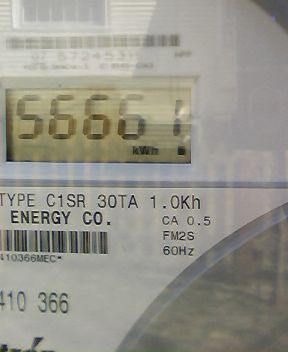 56661
kWh
TYPE C1SR 30TA 1.0Kh
ENERGY CO.
CA 0.5
FM2S
60Hz
410366MEC*
410 366